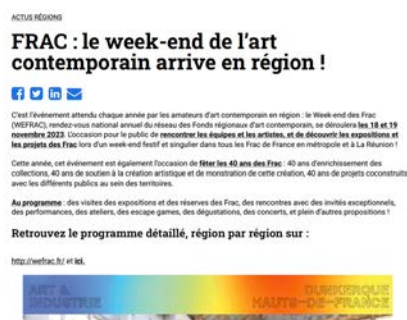 ACTUS RÉGIONS
FRAC : le week-end de l'art
contemporain arrive en région !
C'est l'événement attendu chaque année par les amateurs d'art contemporain en région : le Week-end des Frac
(WEFRAC), rendez-vous national annuel du réseau des Fonds régionaux d'art contemporain, se déroulera les 18 et 19
novembre 2023. L'occasion pour le public de rencontrer les équipes et les artistes, et de découvrir les expositions et
les projets des Frac lors d'un week-end festif et singulier dans tous les Frac de France en métropole et à La Réunion !
Cette année, cet événement est également l'occasion de fêter les 40 ans des Frac : 40 ans d'enrichissement des
collections, 40 ans de soutien à la création artistique et de monstration de cette création, 40 ans de projets coconstruits
avec les différents publics au sein des territoires.
Au programme : des visites des expositions et des réserves des Frac, des rencontres avec des invités exceptionnels,
des performances, des ateliers, des escape games, des dégustations, des concerts, et plein d'autres propositions !
Retrouvez le programme détaillé, région par région sur :
http://wefrac.fr/ et ici.
ART &
INDUSTRIE
DUNKERQUE
HAUTS-DE-FRANCE